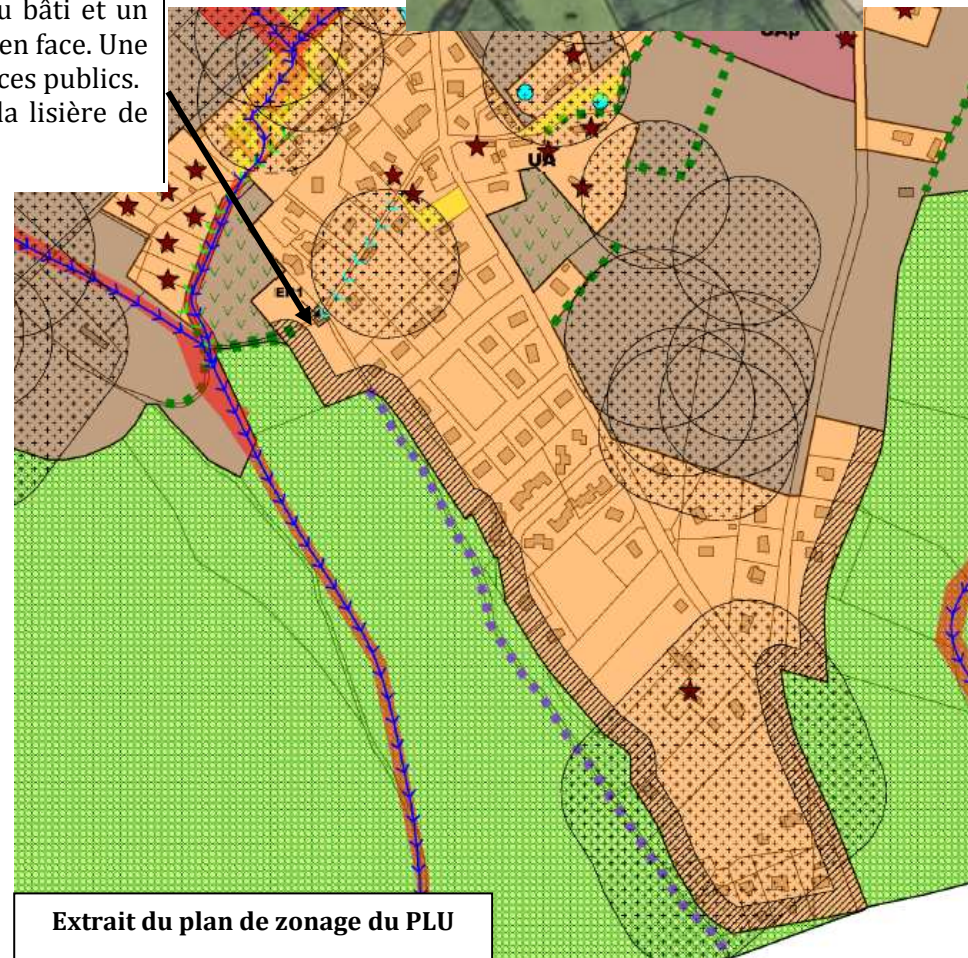 u bâti et un
en face. Une
ces publics.
la lisière de
UAp
UA
Extrait du plan de zonage du PLU